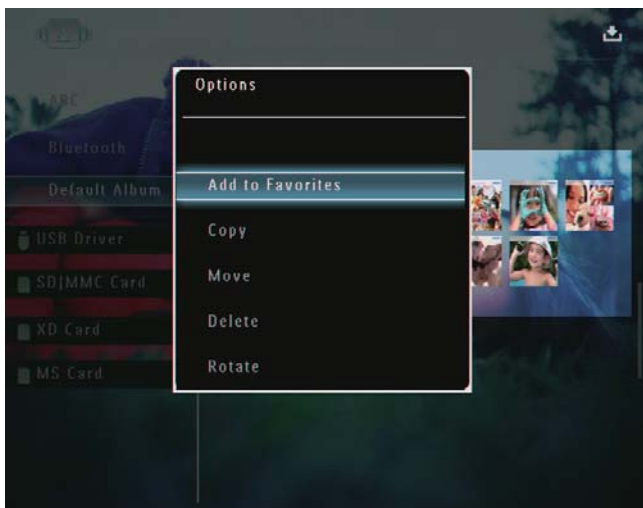 Options
Add to Favorites
Copy
Move
Delete
Rotate
ABC
Bluetooth
Default Album
USB Driver
SD|MMC Card
XD Card
MS Card